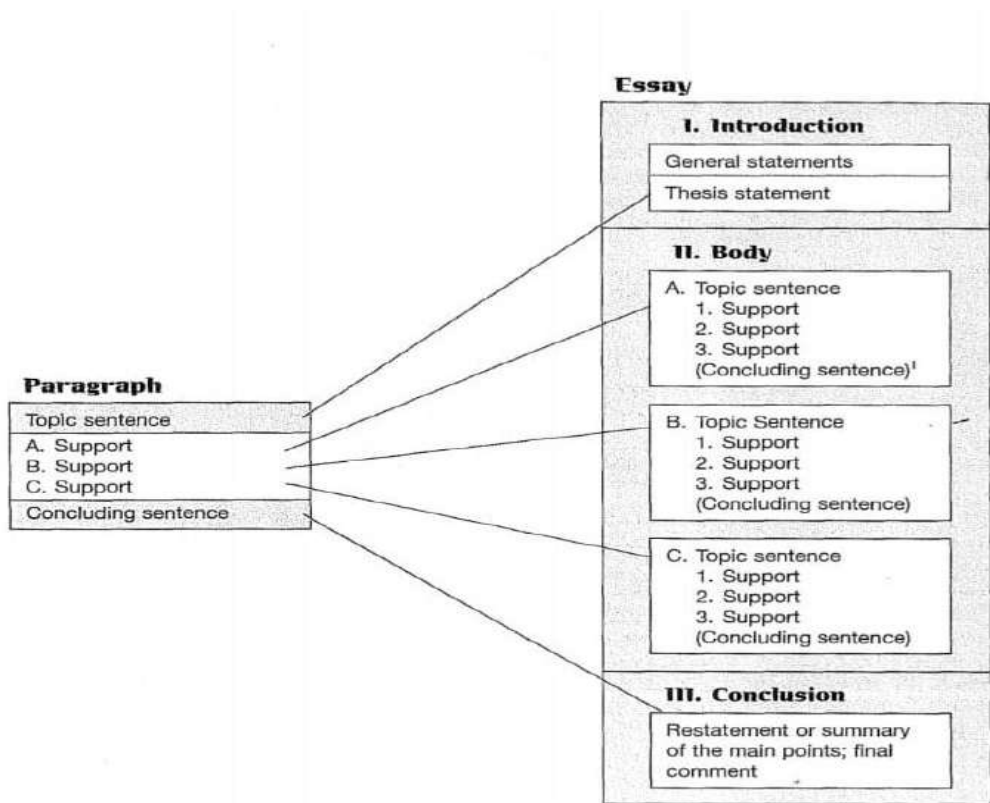 Essay
I. Introduction
General statements
Thesis statement
II. Body
A. Topic sentence
1. Support
2. Support
3. Support
(Concluding sentence)¹
Paragraph
Topic sentence
A. Support
B. Support
C. Support
Concluding sentence
B. Topic Sentence
1. Support
2. Support
3. Support
(Concluding sentence)
C. Topic sentence
1. Support
2. Support
3. Support
(Concluding sentence)
III. Conclusion
Restatement or summary
of the main points; final
comment